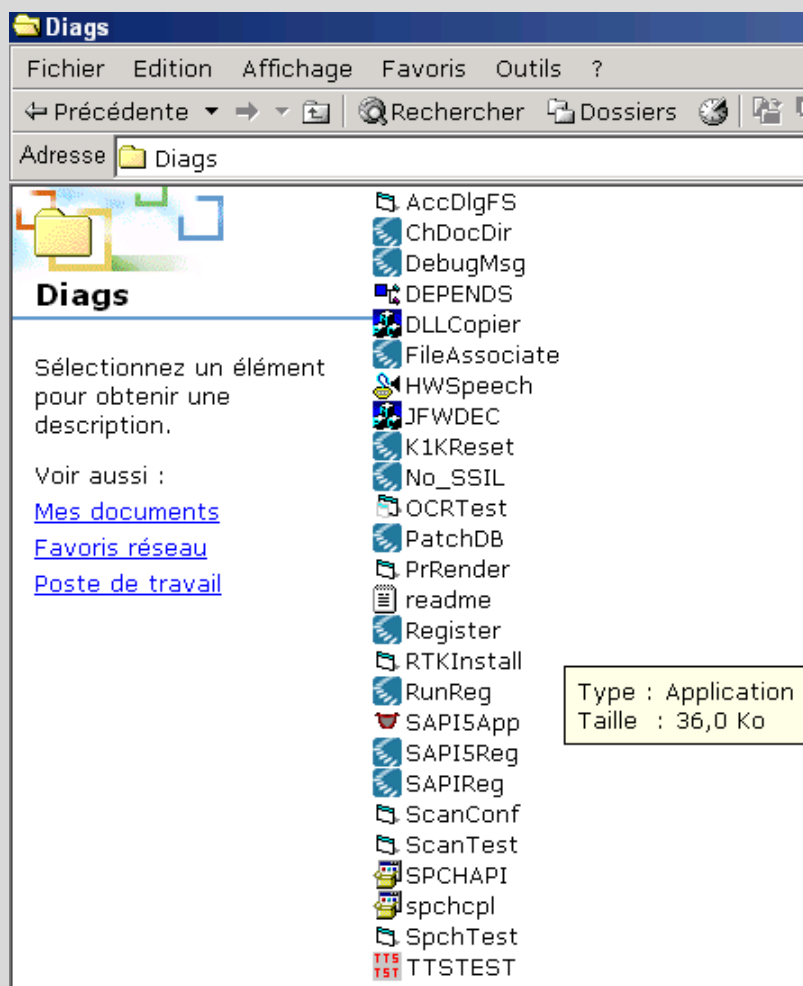 Diags
Fichier Edition Affichage Favoris Outils ?
Précédente Rechercher Dossiers
Adresse Diags
Diags
Sélectionnez un élément
pour obtenir une
description.
Voir aussi :
Mes documents
Favoris réseau
Poste de travail
AccDlgFS
ChDocDir
DebugMsg
DEPENDS
DLLCopier
FileAssociate
HWSpeech
JFWDEC
K1KReset
No_SSIL
OCRTest
PatchDB
PrRender
readme
Register
RTKInstall
RunReg
SAPI5App
SAPI5Reg
SAPIReg
ScanConf
ScanTest
SPCHAPI
spchcpl
SpchTest
TTS
TST
TTSTEST
Type : Application
Taille : 36,0 Ko